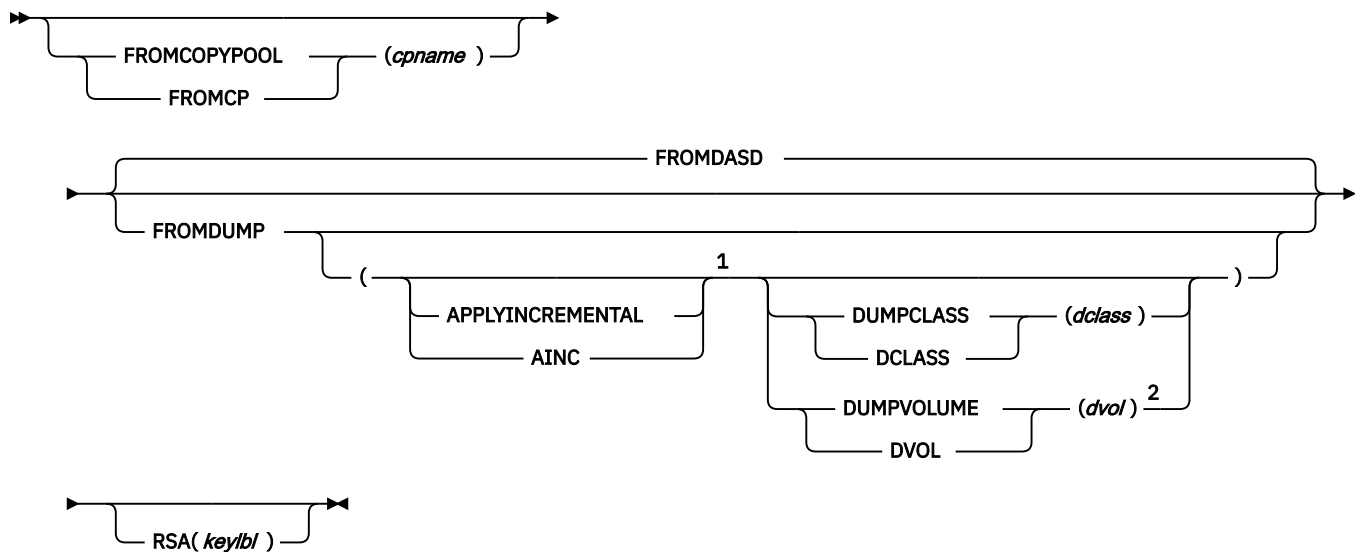 FROMCOPYPOOL (cpname )
FROMCP
FROMDASD
FROMDUMP
( 1 )
APPLYINCREMENTAL DUMPCLASS (dclass )
AINC DCLASS
DUMPVOLUME (dvol ) 2
DVOL
RSA( keylbl )